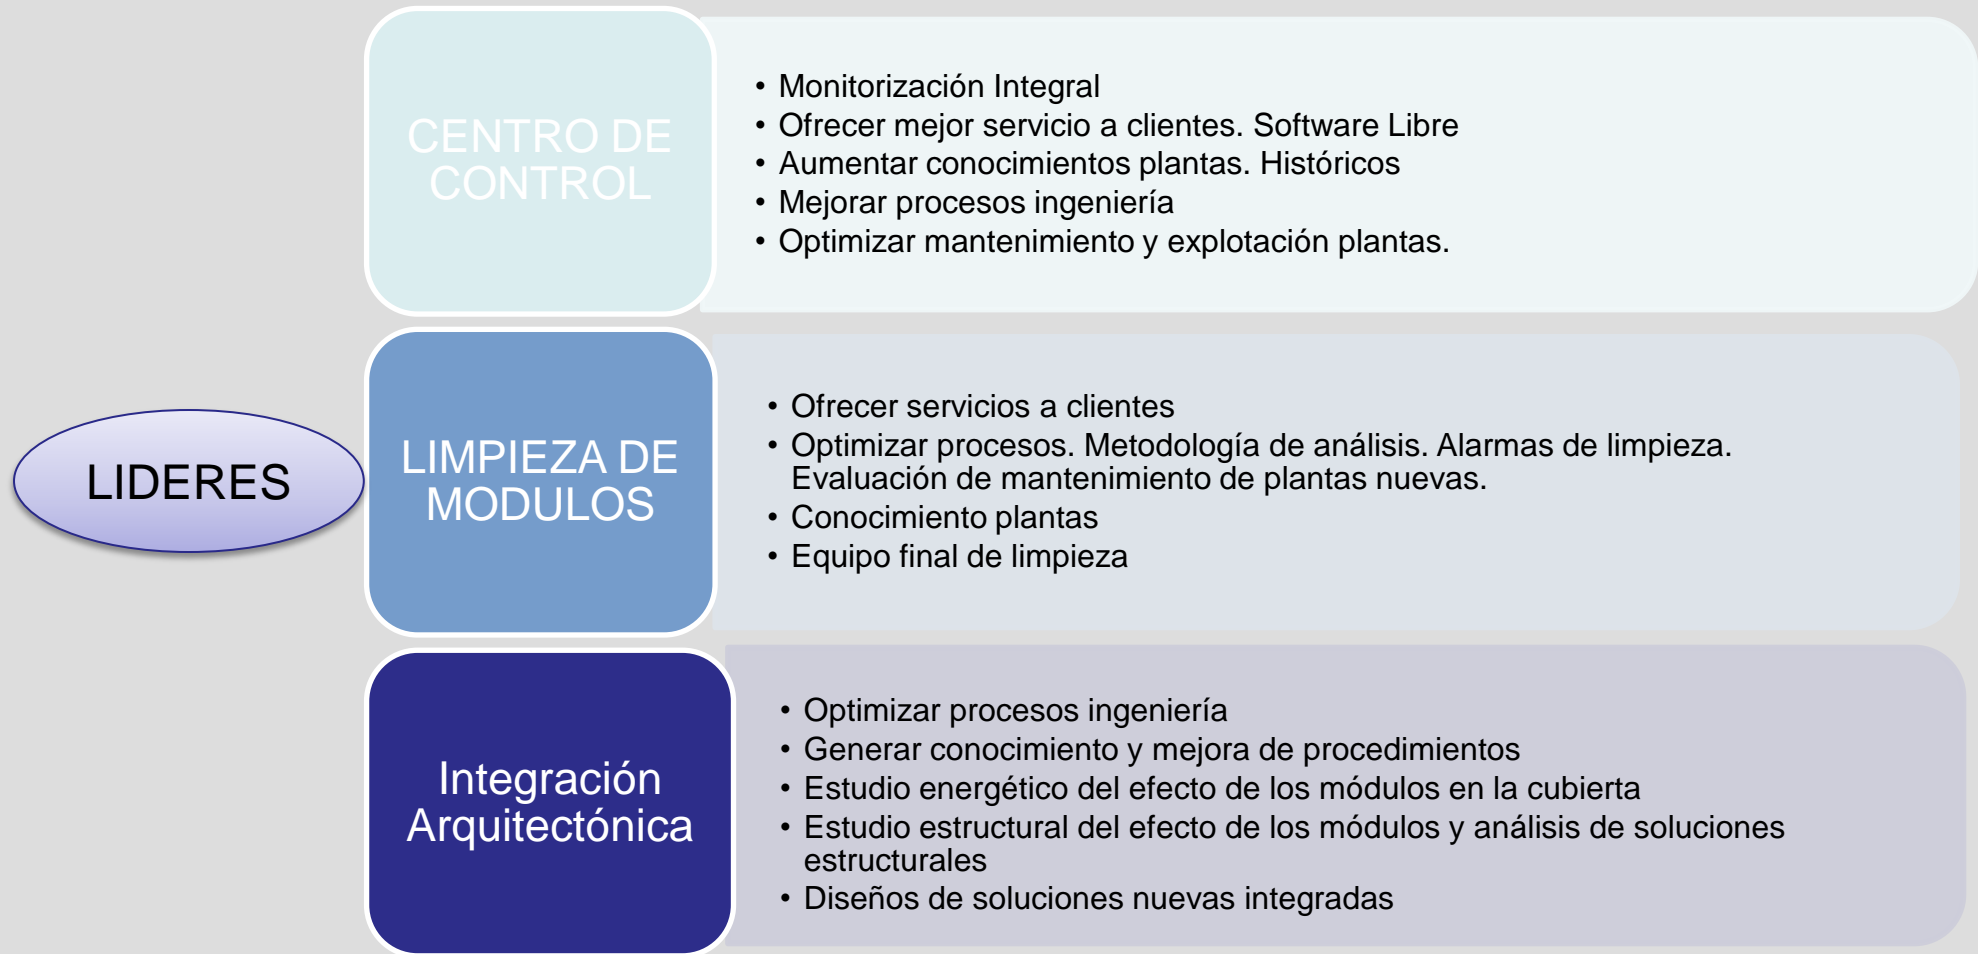 CENTRO DE
CONTROL
• Monitorización Integral
• Ofrecer mejor servicio a clientes. Software Libre
• Aumentar conocimientos plantas. Históricos
• Mejorar procesos ingeniería
• Optimizar mantenimiento y explotación plantas.
LIDERES
LIMPIEZA DE
MODULOS
• Ofrecer servicios a clientes
• Optimizar procesos. Metodología de análisis. Alarmas de limpieza.
Evaluación de mantenimiento de plantas nuevas.
• Conocimiento plantas
• Equipo final de limpieza
Integración
Arquitectónica
• Optimizar procesos ingeniería
• Generar conocimiento y mejora de procedimientos
• Estudio energético del efecto de los módulos en la cubierta
• Estudio estructural del efecto de los módulos y análisis de soluciones
estructurales
• Diseños de soluciones nuevas integradas